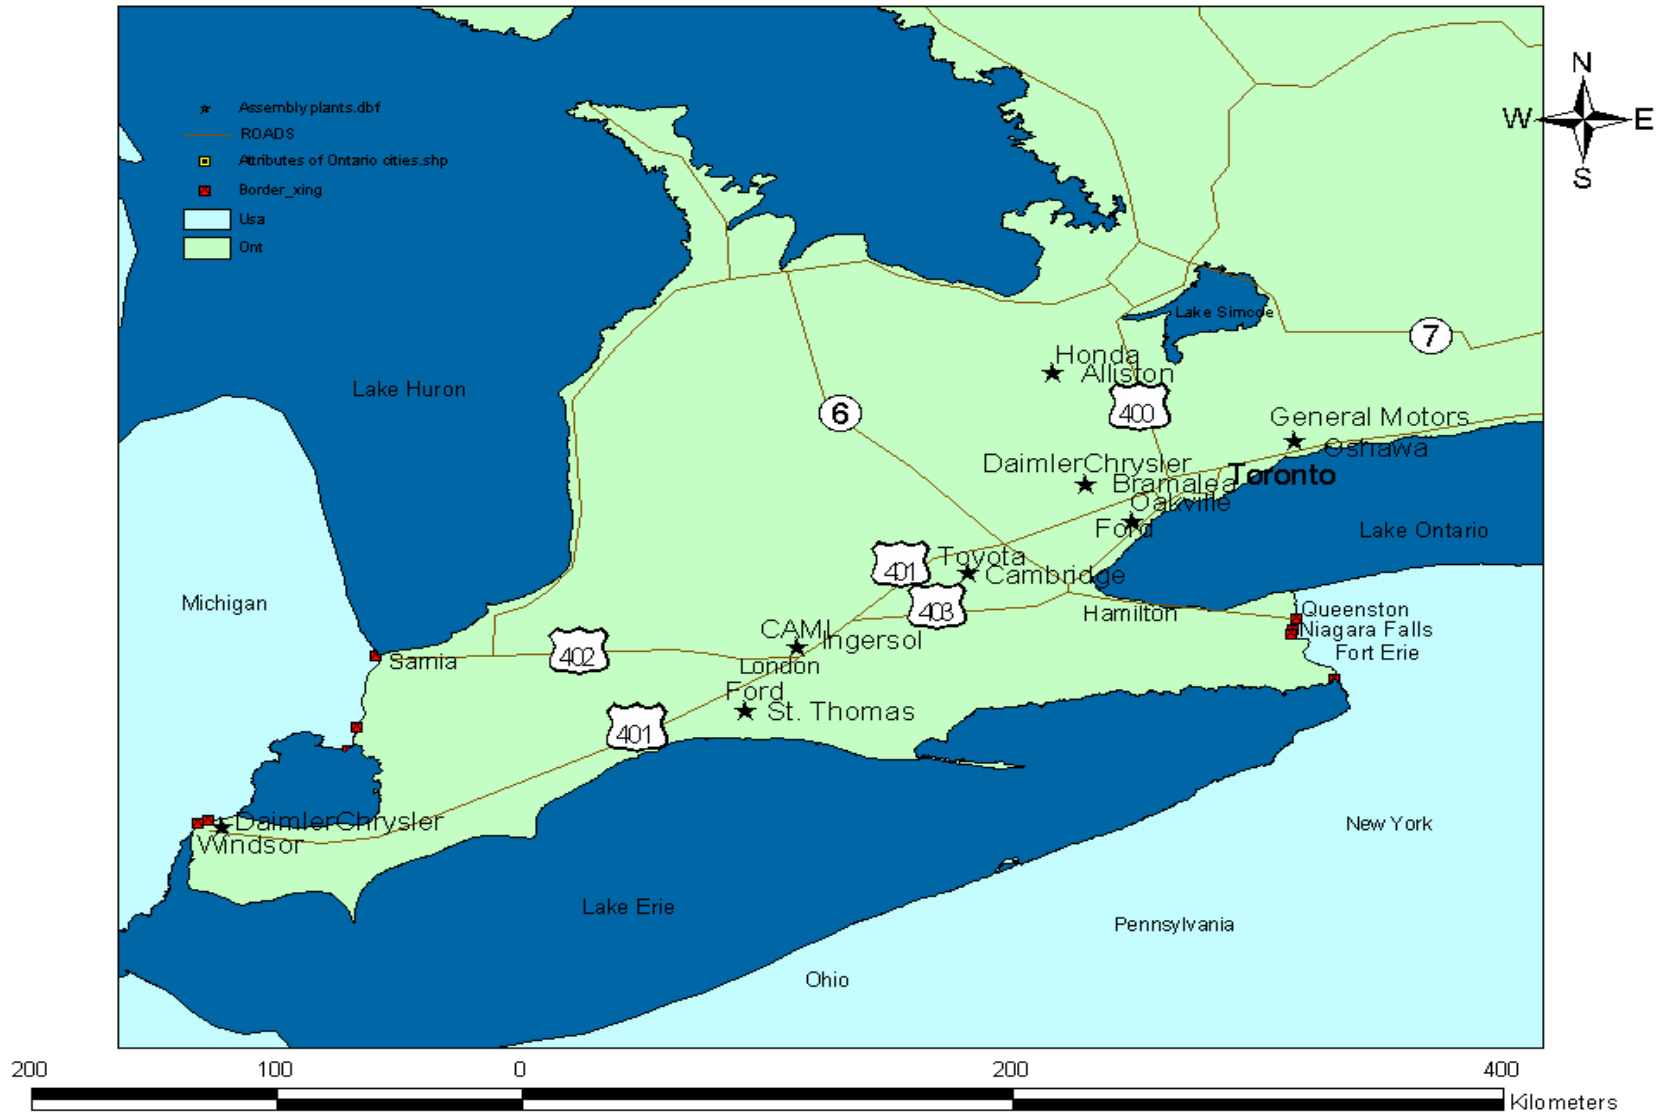 N
W E
S
Assembly plants.dbf
ROADS
Attributes of Ontario cities.shp
Border_xing
Usa
Ont
Lake Simcoe
7
Honda
Alliston
Lake Huron
400
6
General Motors
Oshawa
DaimlerChrysler
Bramalea
Toronto
Oakville
Ford
Lake Ontario
401
Toyota
Cambridge
403
Michigan
Hamilton
Queenston
Niagara Falls
Fort Erie
CAMI
Ingersol
402
Sarnia
London
Ford
St. Thomas
401
DaimlerChrysler
Windsor
New York
Lake Erie
Pennsylvania
Ohio
200 100 0 200 400
Kilometers